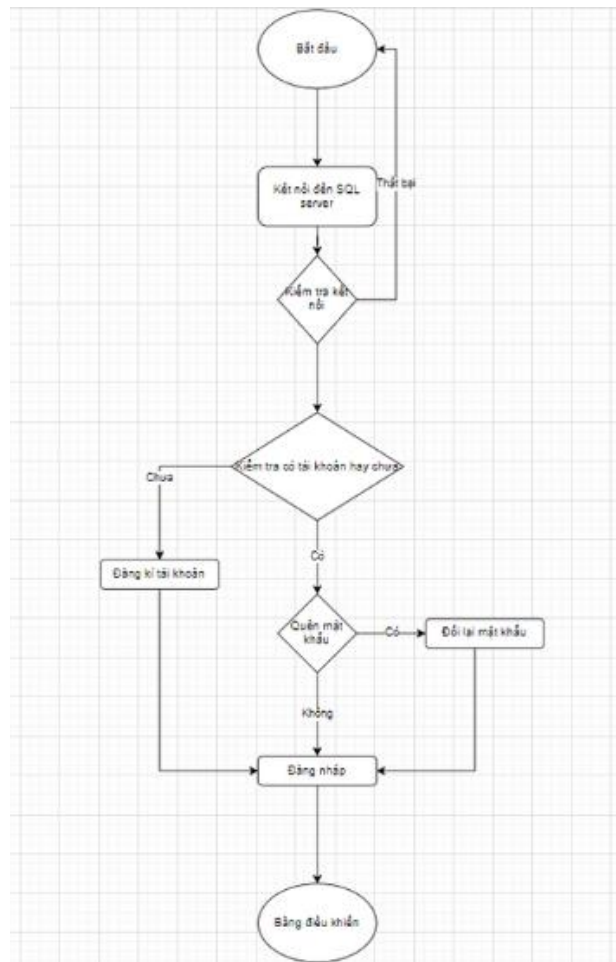 Bắt đầu
Thất bại
Kết nối đến SQL
server
Kiểm tra kết
nối
Kiểm tra có tài khoản hay chưa
Chưa
Đăng kí tài khoản
Có
Quên mật
khẩu
Có
Đổi lại mật khẩu
Không
Đăng nhập
Bảng điều khiển